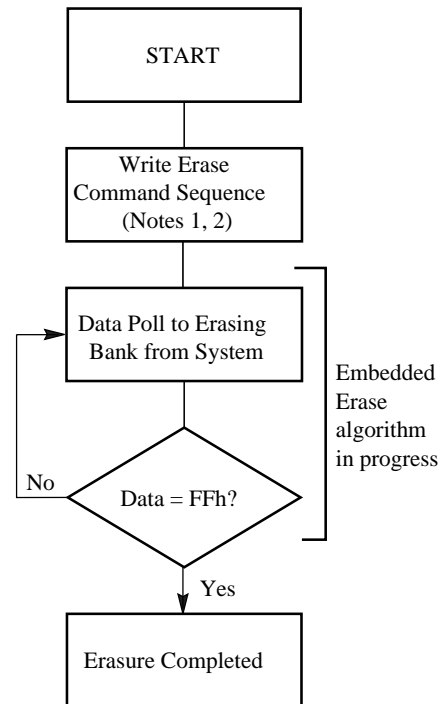 START
Write Erase
Command Sequence
(Notes 1, 2)
Data Poll to Erasing
Bank from System
Embedded
Erase
algorithm
in progress
No
Data = FFh?
Yes
Erasure Completed